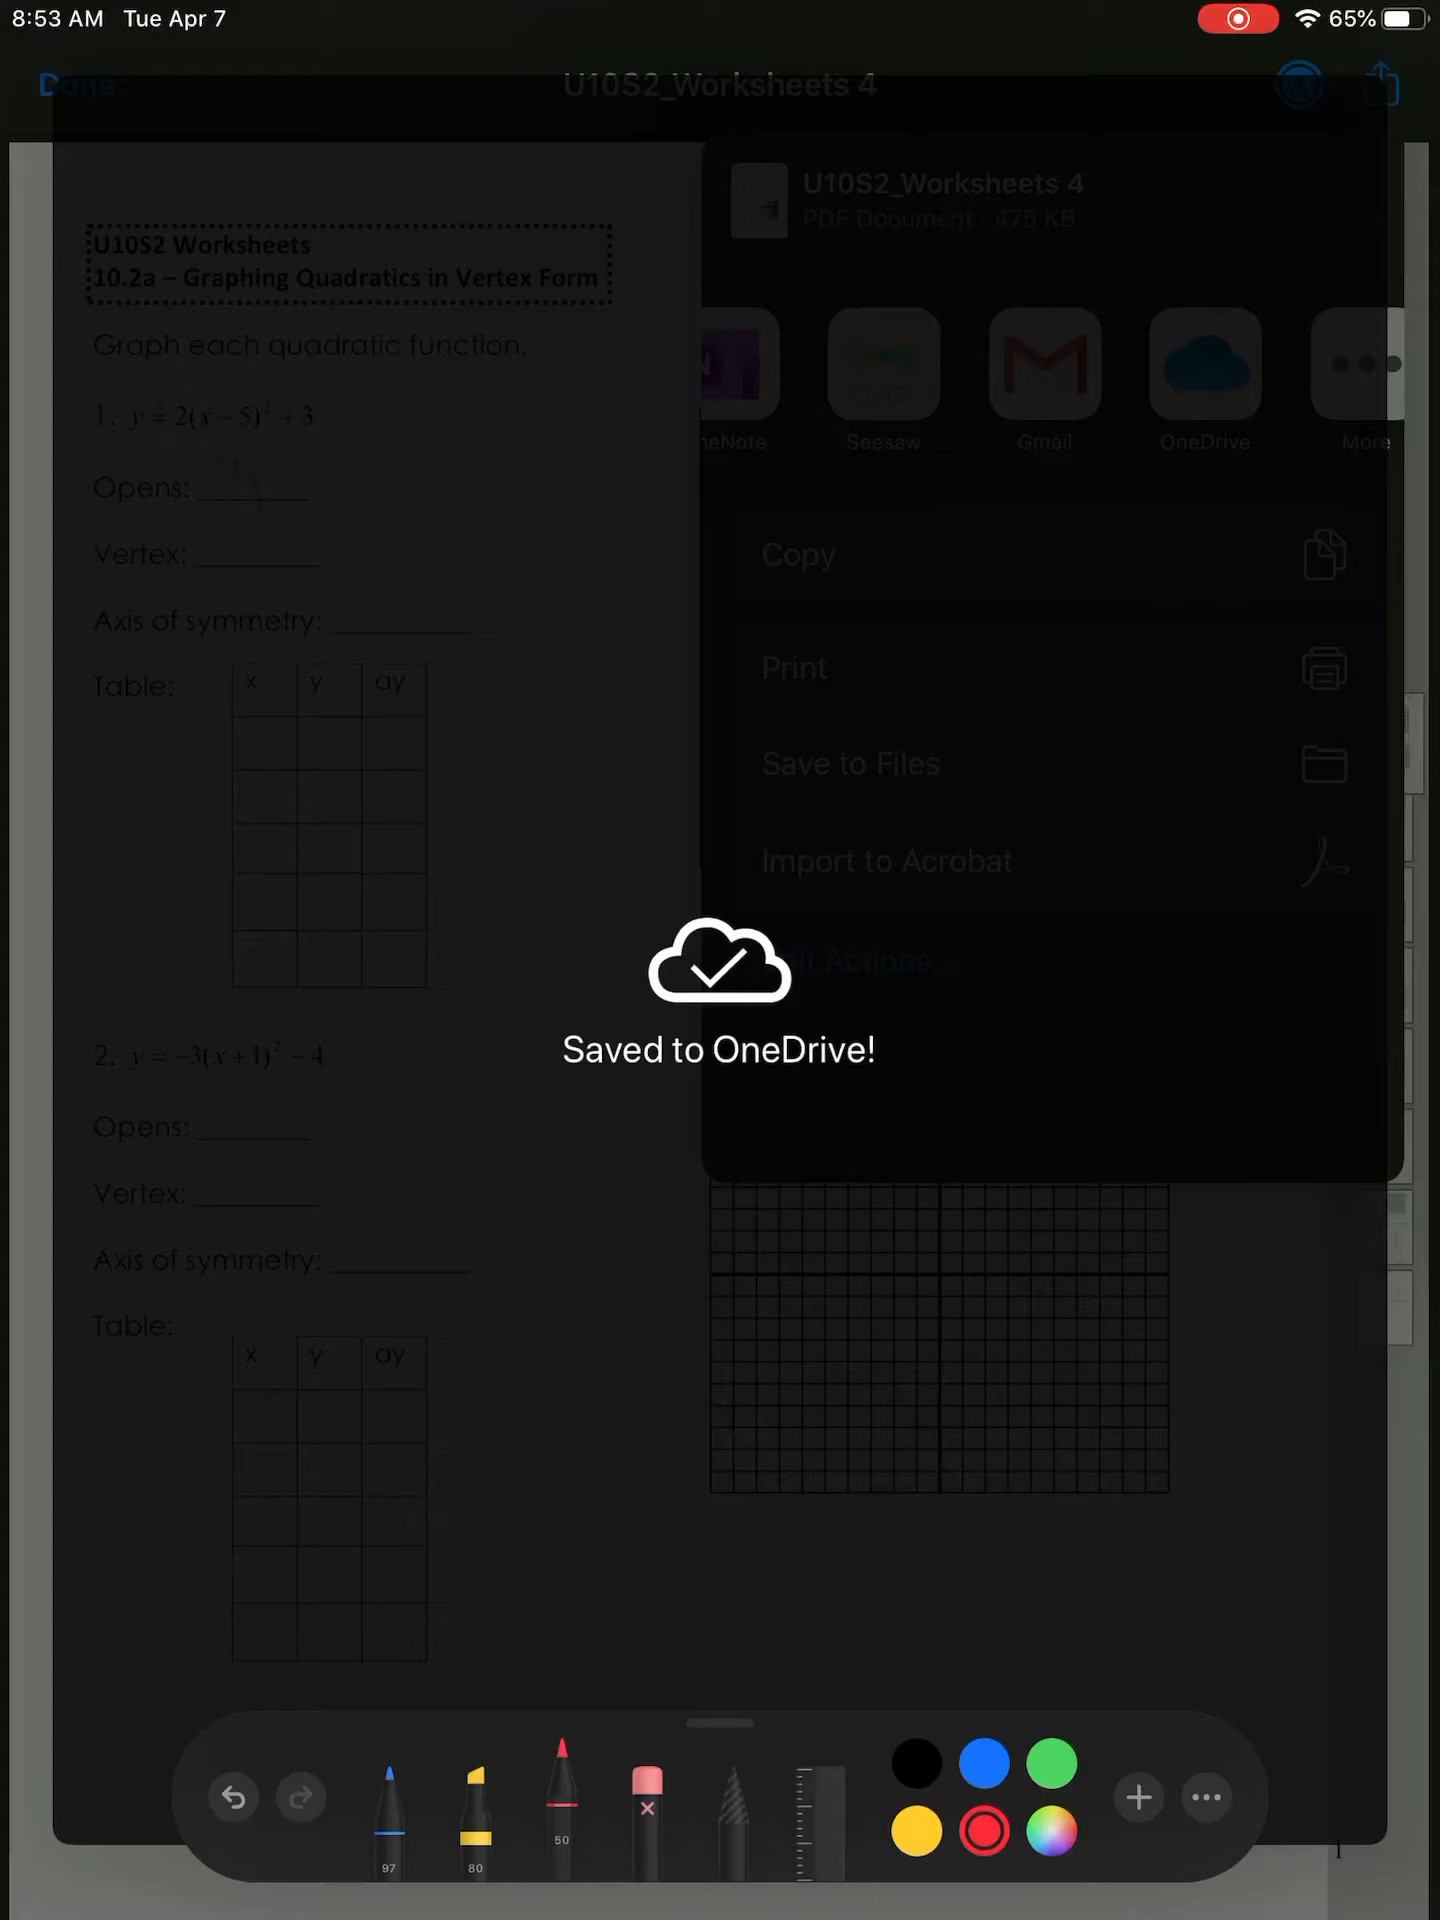 8:53 AM Tue Apr 7
65%
Done
U10S2_Worksheets 4
U10S2_Worksheets 4
PDF Document · 475 KB
U10S2 Worksheets
10.2a – Graphing Quadratics in Vertex Form
Graph each quadratic function.
neNote
Seesaw
Gmail
OneDrive
More
1. y = 2(x – 5)² + 3
Opens:
Vertex:
Axis of symmetry:
Table:
x y ay
Copy
Print
Save to Files
Import to Acrobat
it Actions...
Saved to OneDrive!
2. y = –3(x + 1)² – 4
Opens:
Vertex:
Axis of symmetry:
Table:
x y ay
97
80
50
1